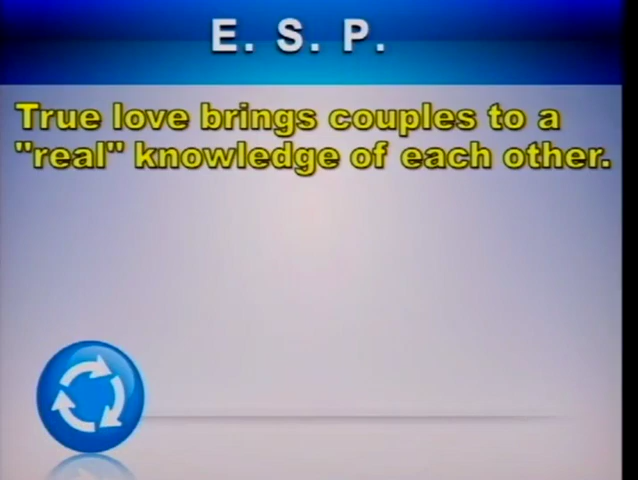 E. S. P.
True love brings couples to a
"real" knowledge of each other.